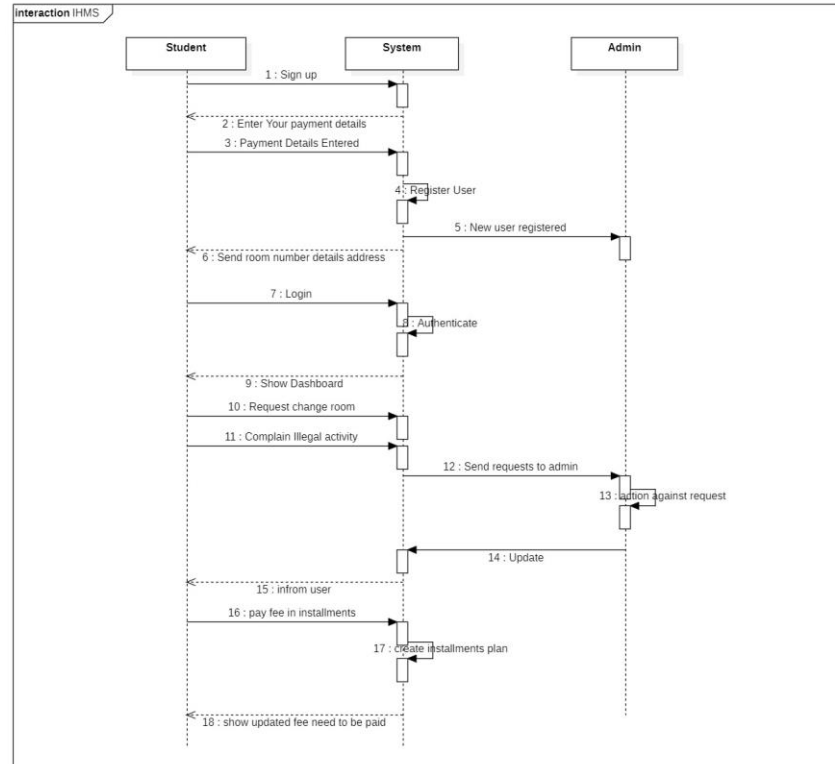 interaction IHMS
Student
System
Admin
1 : Sign up
2 : Enter Your payment details
3 : Payment Details Entered
4 : Register User
5 : New user registered
6 : Send room number details address
7 : Login
8 : Authenticate
9 : Show Dashboard
10 : Request change room
11 : Complain Illegal activity
12 : Send requests to admin
13 : action against request
14 : Update
15 : infrom user
16 : pay fee in installments
17 : create installments plan
18 : show updated fee need to be paid